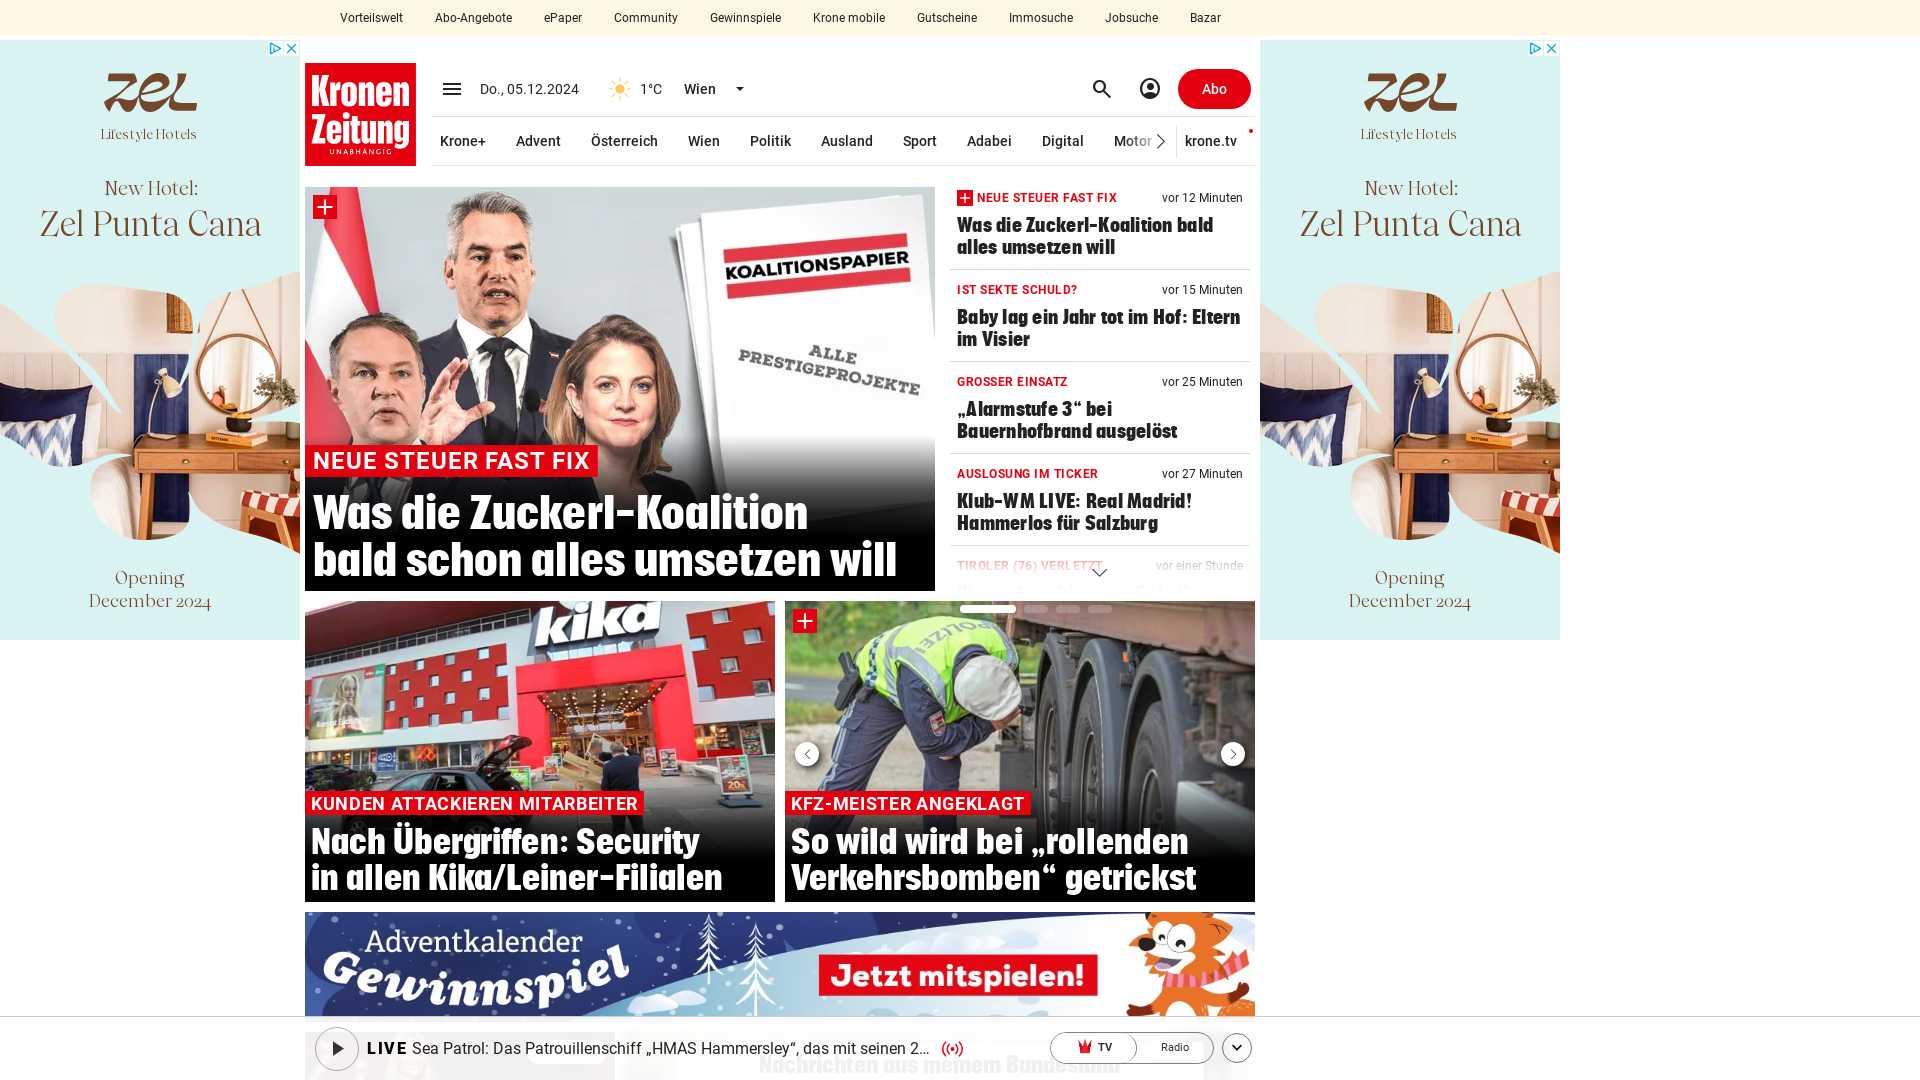 Vorteilswelt Abo-Angebote ePaper Community Gewinnspiele Krone mobile Gutscheine Immosuche Jobsuche Bazar
zel
Lifestyle Hotels
New Hotel:
Zel Punta Cana
Opening
December 2024
Kronen
Zeitung
UNABHÄNGIG
Do., 05.12.2024 1°C Wien
Abo
Krone+ Advent Österreich Wien Politik Ausland Sport Adabei Digital Motor krone.tv
KOALITIONSPAPIER
ALLE
PRESTIGEPROJEKTE
NEUE STEUER FAST FIX
Was die Zuckerl-Koalition
bald schon alles umsetzen will
NEUE STEUER FAST FIX vor 12 Minuten
Was die Zuckerl-Koalition bald
alles umsetzen will
IST SEKTE SCHULD? vor 15 Minuten
Baby lag ein Jahr tot im Hof: Eltern
im Visier
GROSSER EINSATZ vor 25 Minuten
„Alarmstufe 3“ bei
Bauernhofbrand ausgelöst
AUSLOSUNG IM TICKER vor 27 Minuten
Klub-WM LIVE: Real Madrid!
Hammerlos für Salzburg
TIROLER (76) VERLETZT vor einer Stunde
zel
Lifestyle Hotels
New Hotel:
Zel Punta Cana
Opening
December 2024
kika
KUNDEN ATTACKIEREN MITARBEITER
Nach Übergriffen: Security
in allen Kika/Leiner-Filialen
POLIZEI
KFZ-MEISTER ANGEKLAGT
So wild wird bei „rollenden
Verkehrsbomben“ getrickst
Adventkalender
Gewinnspiel
Jetzt mitspielen!
LIVE Sea Patrol: Das Patrouillenschiff „HMAS Hammersley“, das mit seinen 2...
TV Radio
Nachrichten aus meinem Bundesland